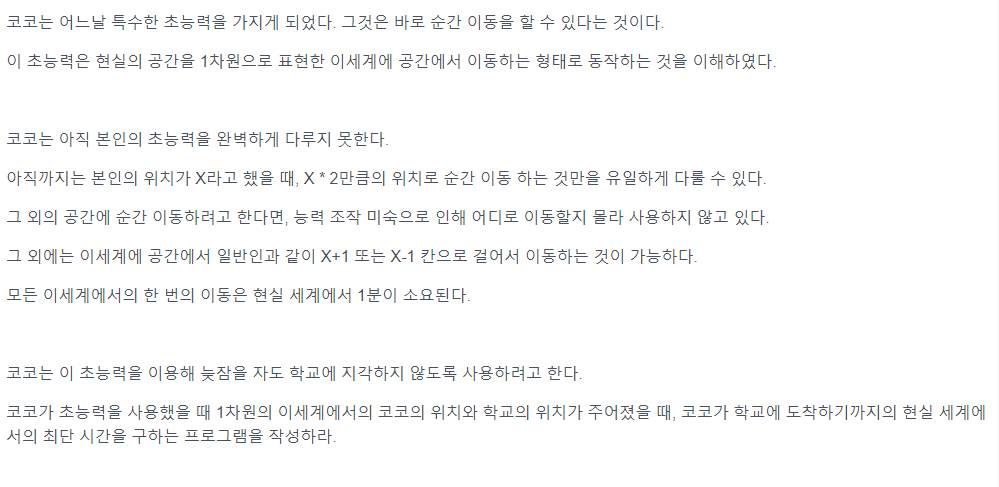 코코는 어느날 특수한 초능력을 가지게 되었다. 그것은 바로 순간 이동을 할 수 있다는 것이다.
이 초능력은 현실의 공간을 1차원으로 표현한 이세계에 공간에서 이동하는 형태로 동작하는 것을 이해하였다.
코코는 아직 본인의 초능력을 완벽하게 다루지 못한다.
아직까지는 본인의 위치가 X라고 했을 때, X * 2만큼의 위치로 순간 이동 하는 것만을 유일하게 다룰 수 있다.
그 외의 공간에 순간 이동하려고 한다면, 능력 조작 미숙으로 인해 어디로 이동할지 몰라 사용하지 않고 있다.
그 외에는 이세계에 공간에서 일반인과 같이 X+1 또는 X-1 칸으로 걸어서 이동하는 것이 가능하다.
모든 이세계에서의 한 번의 이동은 현실 세계에서 1분이 소요된다.
코코는 이 초능력을 이용해 늦잠을 자도 학교에 지각하지 않도록 사용하려고 한다.
코코가 초능력을 사용했을 때 1차원의 이세계에서의 코코의 위치와 학교의 위치가 주어졌을 때, 코코가 학교에 도착하기까지의 현실 세계에
서의 최단 시간을 구하는 프로그램을 작성하라.